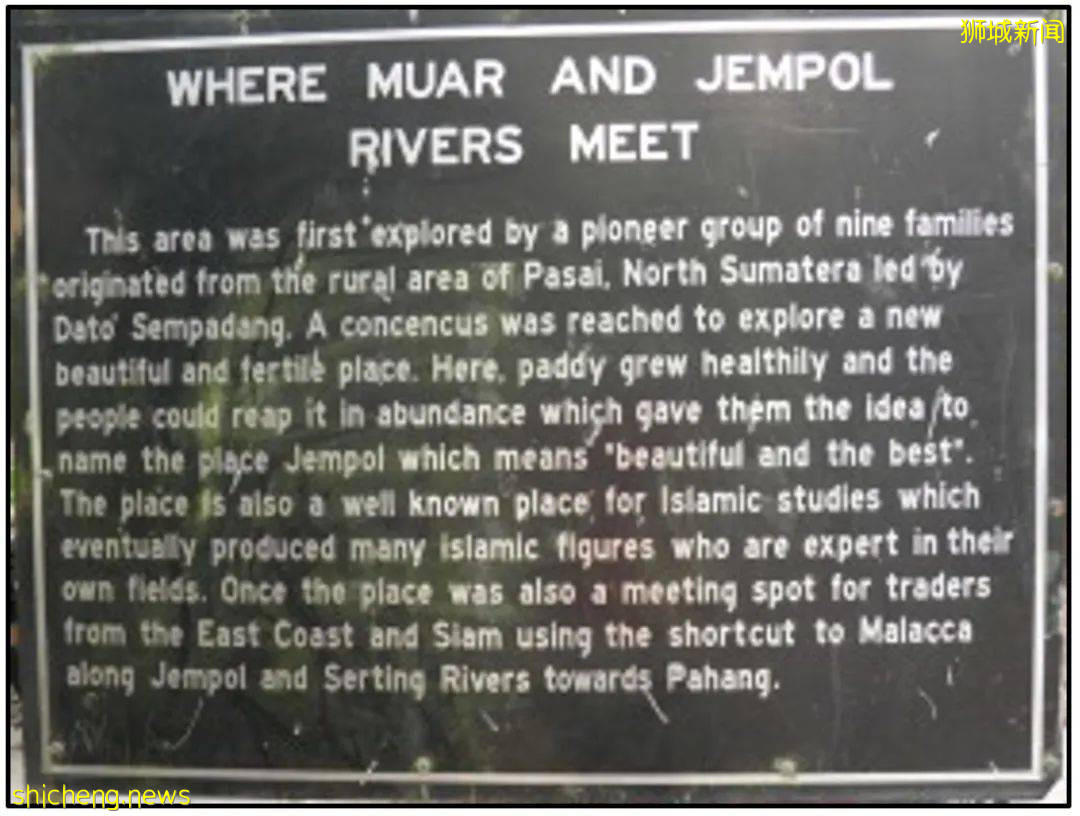 狮城新闻
WHERE MUAR AND JEMPOL
RIVERS MEET
This area was first explored by a pioneer group of nine families
originated from the rural area of Pasai, North Sumatera led by
Dato' Sempadang. A concencus was reached to explore a new
beautiful and fertile place. Here, paddy grew healthily and the
people could reap it in abundance which gave them the idea to
name the place Jempol which means "beautiful and the best".
The place is also a well known place for Islamic studies which
eventually produced many islamic figures who are expert in their
own fields. Once the place was also a meeting spot for traders
from the East Coast and Siam using the shortcut to Malacca
along Jempol and Serting Rivers towards Pahang.
shicheng.news